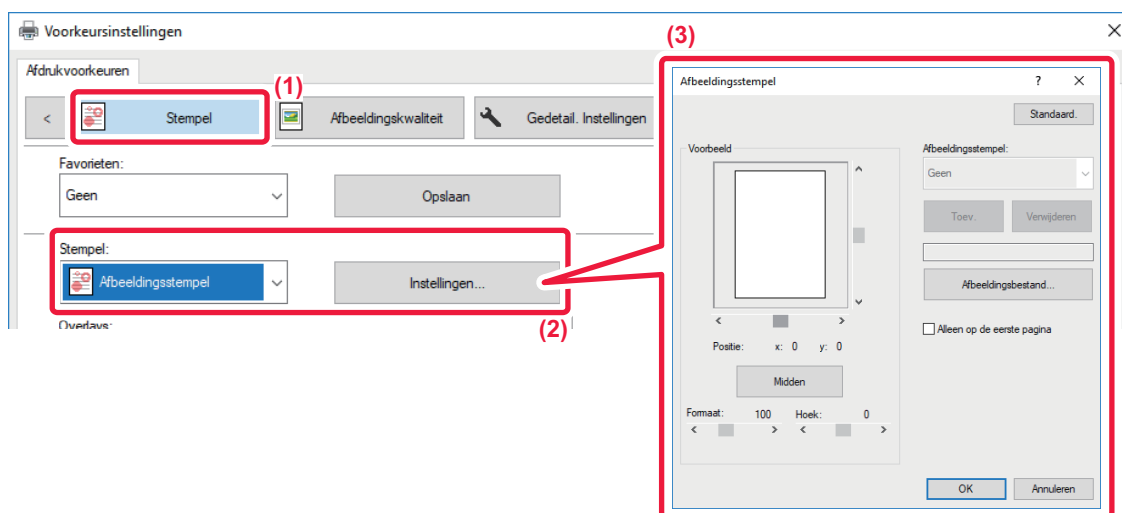 Voorkeursinstellingen
(3)
Afdrukvoorkeuren
(1)
< Stempel Afbeeldingskwaliteit Gedetail. Instellingen
Favorieten:
Geen Opslaan
Stempel:
Afbeeldingsstempel Instellingen...
(2)
Overlays:
Afbeeldingsstempel ?
Standaard.
Voorbeeld
Afbeeldingsstempel:
Geen
Toev. Verwijderen
Afbeeldingsbestand...
Alleen op de eerste pagina
Positie: x: 0 y: 0
Midden
Formaat: 100 Hoek: 0
OK Annuleren